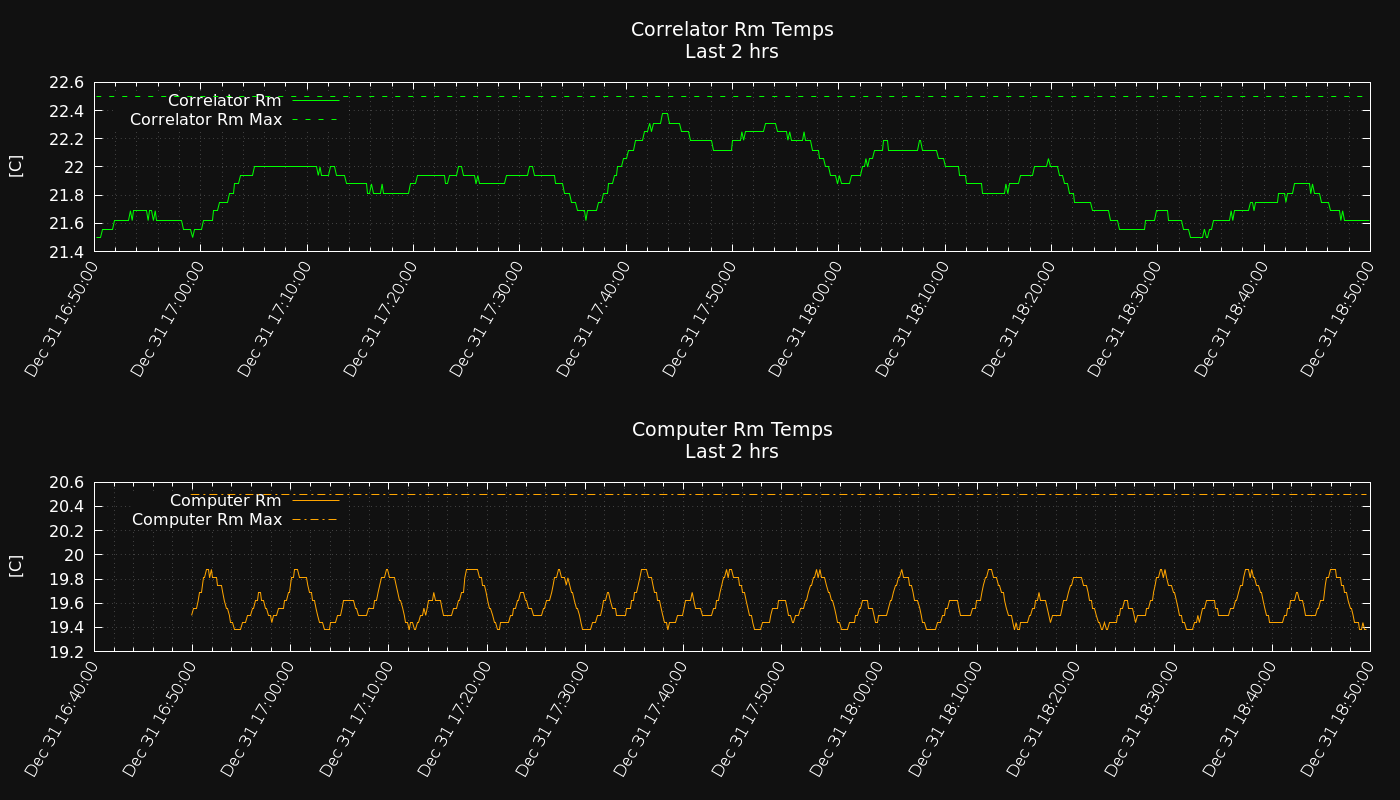 Correlator Rm Temps
Last 2 hrs
22.6
22.4
22.2
22
21.8
21.6
21.4
[C]
Correlator Rm
Correlator Rm Max
Dec 31 16:50:00
Dec 31 17:00:00
Dec 31 17:10:00
Dec 31 17:20:00
Dec 31 17:30:00
Dec 31 17:40:00
Dec 31 17:50:00
Dec 31 18:00:00
Dec 31 18:10:00
Dec 31 18:20:00
Dec 31 18:30:00
Dec 31 18:40:00
Dec 31 18:50:00
Computer Rm Temps
Last 2 hrs
20.6
20.4
20.2
20
19.8
19.6
19.4
19.2
[C]
Computer Rm
Computer Rm Max
Dec 31 16:40:00
Dec 31 16:50:00
Dec 31 17:00:00
Dec 31 17:10:00
Dec 31 17:20:00
Dec 31 17:30:00
Dec 31 17:40:00
Dec 31 17:50:00
Dec 31 18:00:00
Dec 31 18:10:00
Dec 31 18:20:00
Dec 31 18:30:00
Dec 31 18:40:00
Dec 31 18:50:00